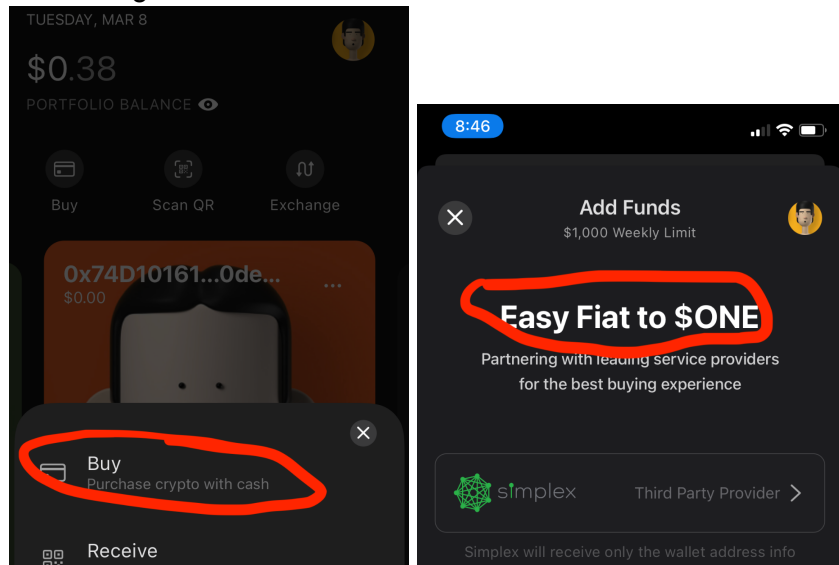 TUESDAY, MAR 8
$0.38
PORTFOLIO BALANCE
Buy
Scan QR
Exchange
0x74D10161...0de...
...
$0.00
Buy
Purchase crypto with cash
Receive
8:46
Add Funds
$1,000 Weekly Limit
Easy Fiat to $ONE
Partnering with leading service providers
for the best buying experience
simplex
Third Party Provider
Simplex will receive only the wallet address info